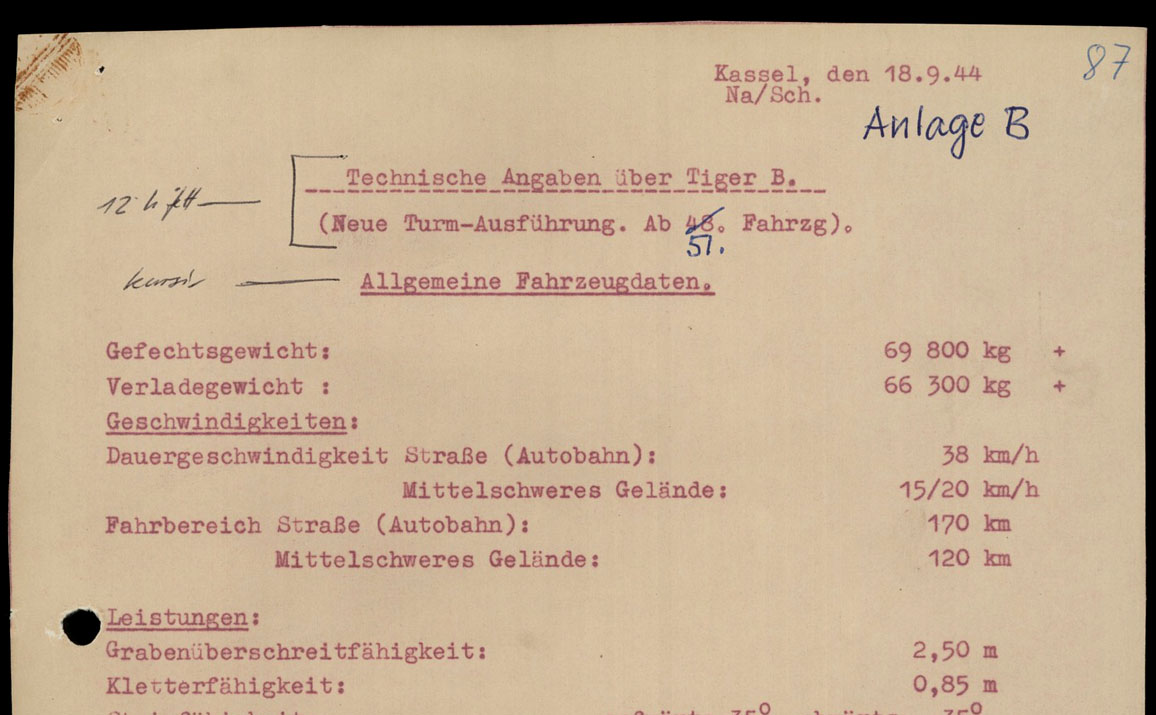 87
Kassel, den 18.9.44
Na/Sch.
Anlage B
Technische Angaben über Tiger B.
(Neue Turm-Ausführung. Ab 48. Fahrzg).
51.
kursiv
Allgemeine Fahrzeugdaten.
Gefechtsgewicht: 69 800 kg +
Verladegewicht : 66 300 kg +
Geschwindigkeiten:
Dauergeschwindigkeit Straße (Autobahn): 38 km/h
Mittelschweres Gelände: 15/20 km/h
Fahrbereich Straße (Autobahn): 170 km
Mittelschweres Gelände: 120 km
Leistungen:
Grabenüberschreitfähigkeit: 2,50 m
Kletterfähigkeit: 0,85 m